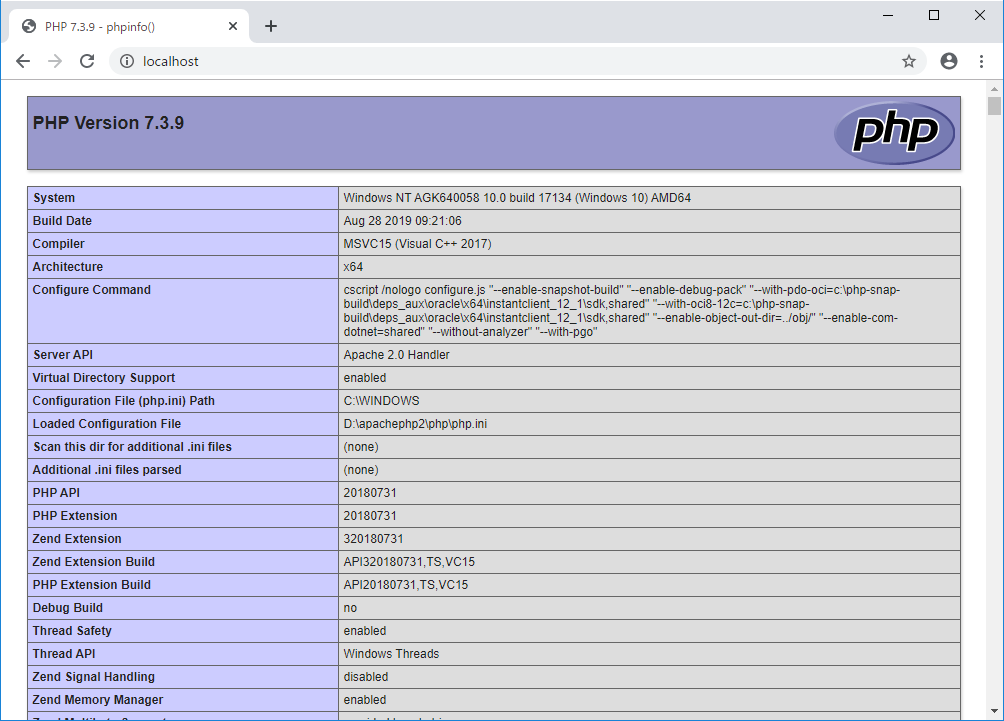 PHP 7.3.9 - phpinfo()
localhost
PHP Version 7.3.9
php
System Windows NT AGK640058 10.0 build 17134 (Windows 10) AMD64
Build Date Aug 28 2019 09:21:06
Compiler MSVC15 (Visual C++ 2017)
Architecture x64
Configure Command cscript /nologo configure.js "--enable-snapshot-build" "--enable-debug-pack" "--with-pdo-oci=c:\php-snap-
build\deps_aux\oracle\x64\instantclient_12_1\sdk,shared" "--with-oci8-12c=c:\php-snap-
build\deps_aux\oracle\x64\instantclient_12_1\sdk,shared" "--enable-object-out-dir=../obj/" "--enable-com-
dotnet=shared" "--without-analyzer" "--with-pgo"
Server API Apache 2.0 Handler
Virtual Directory Support enabled
Configuration File (php.ini) Path C:\WINDOWS
Loaded Configuration File D:\apachephp2\php\php.ini
Scan this dir for additional .ini files (none)
Additional .ini files parsed (none)
PHP API 20180731
PHP Extension 20180731
Zend Extension 320180731
Zend Extension Build API320180731,TS,VC15
PHP Extension Build API20180731,TS,VC15
Debug Build no
Thread Safety enabled
Thread API Windows Threads
Zend Signal Handling disabled
Zend Memory Manager enabled